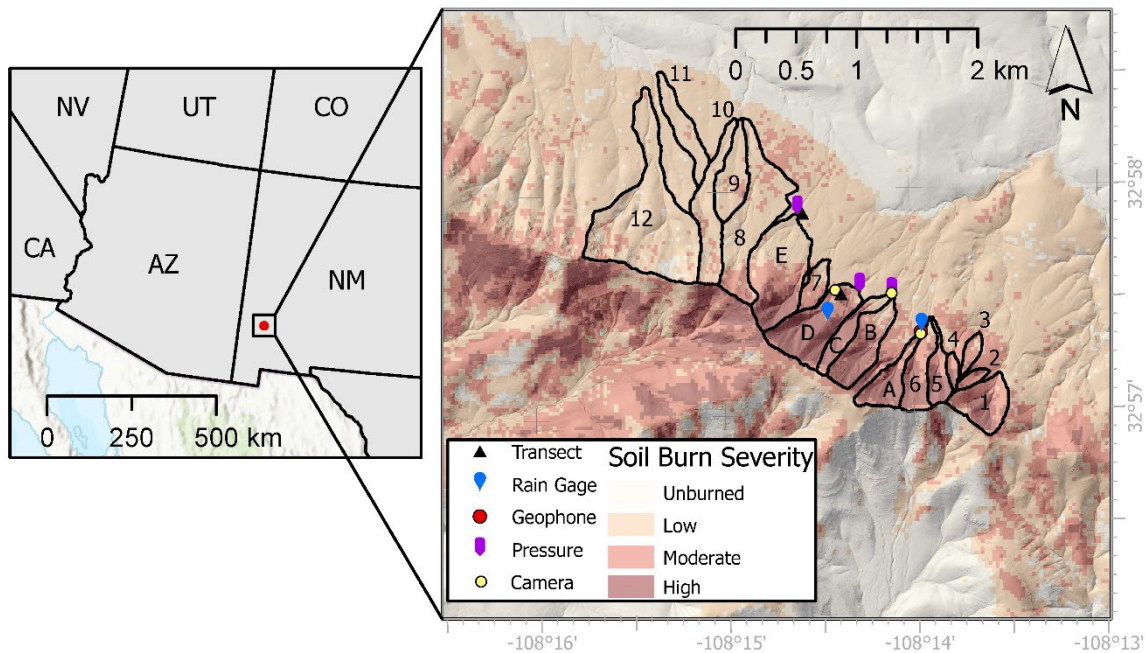 NV
UT
CO
CA
AZ
NM
0 250 500 km
0 0.5 1 2 km
N
11
10
9
12
8
E
7
D
C
B
A
6
5
4
3
2
1
32°58'
32°57'
Transect
Rain Gage
Geophone
Pressure
Camera
Soil Burn Severity
Unburned
Low
Moderate
High
-108°16' -108°15' -108°14' -108°13'